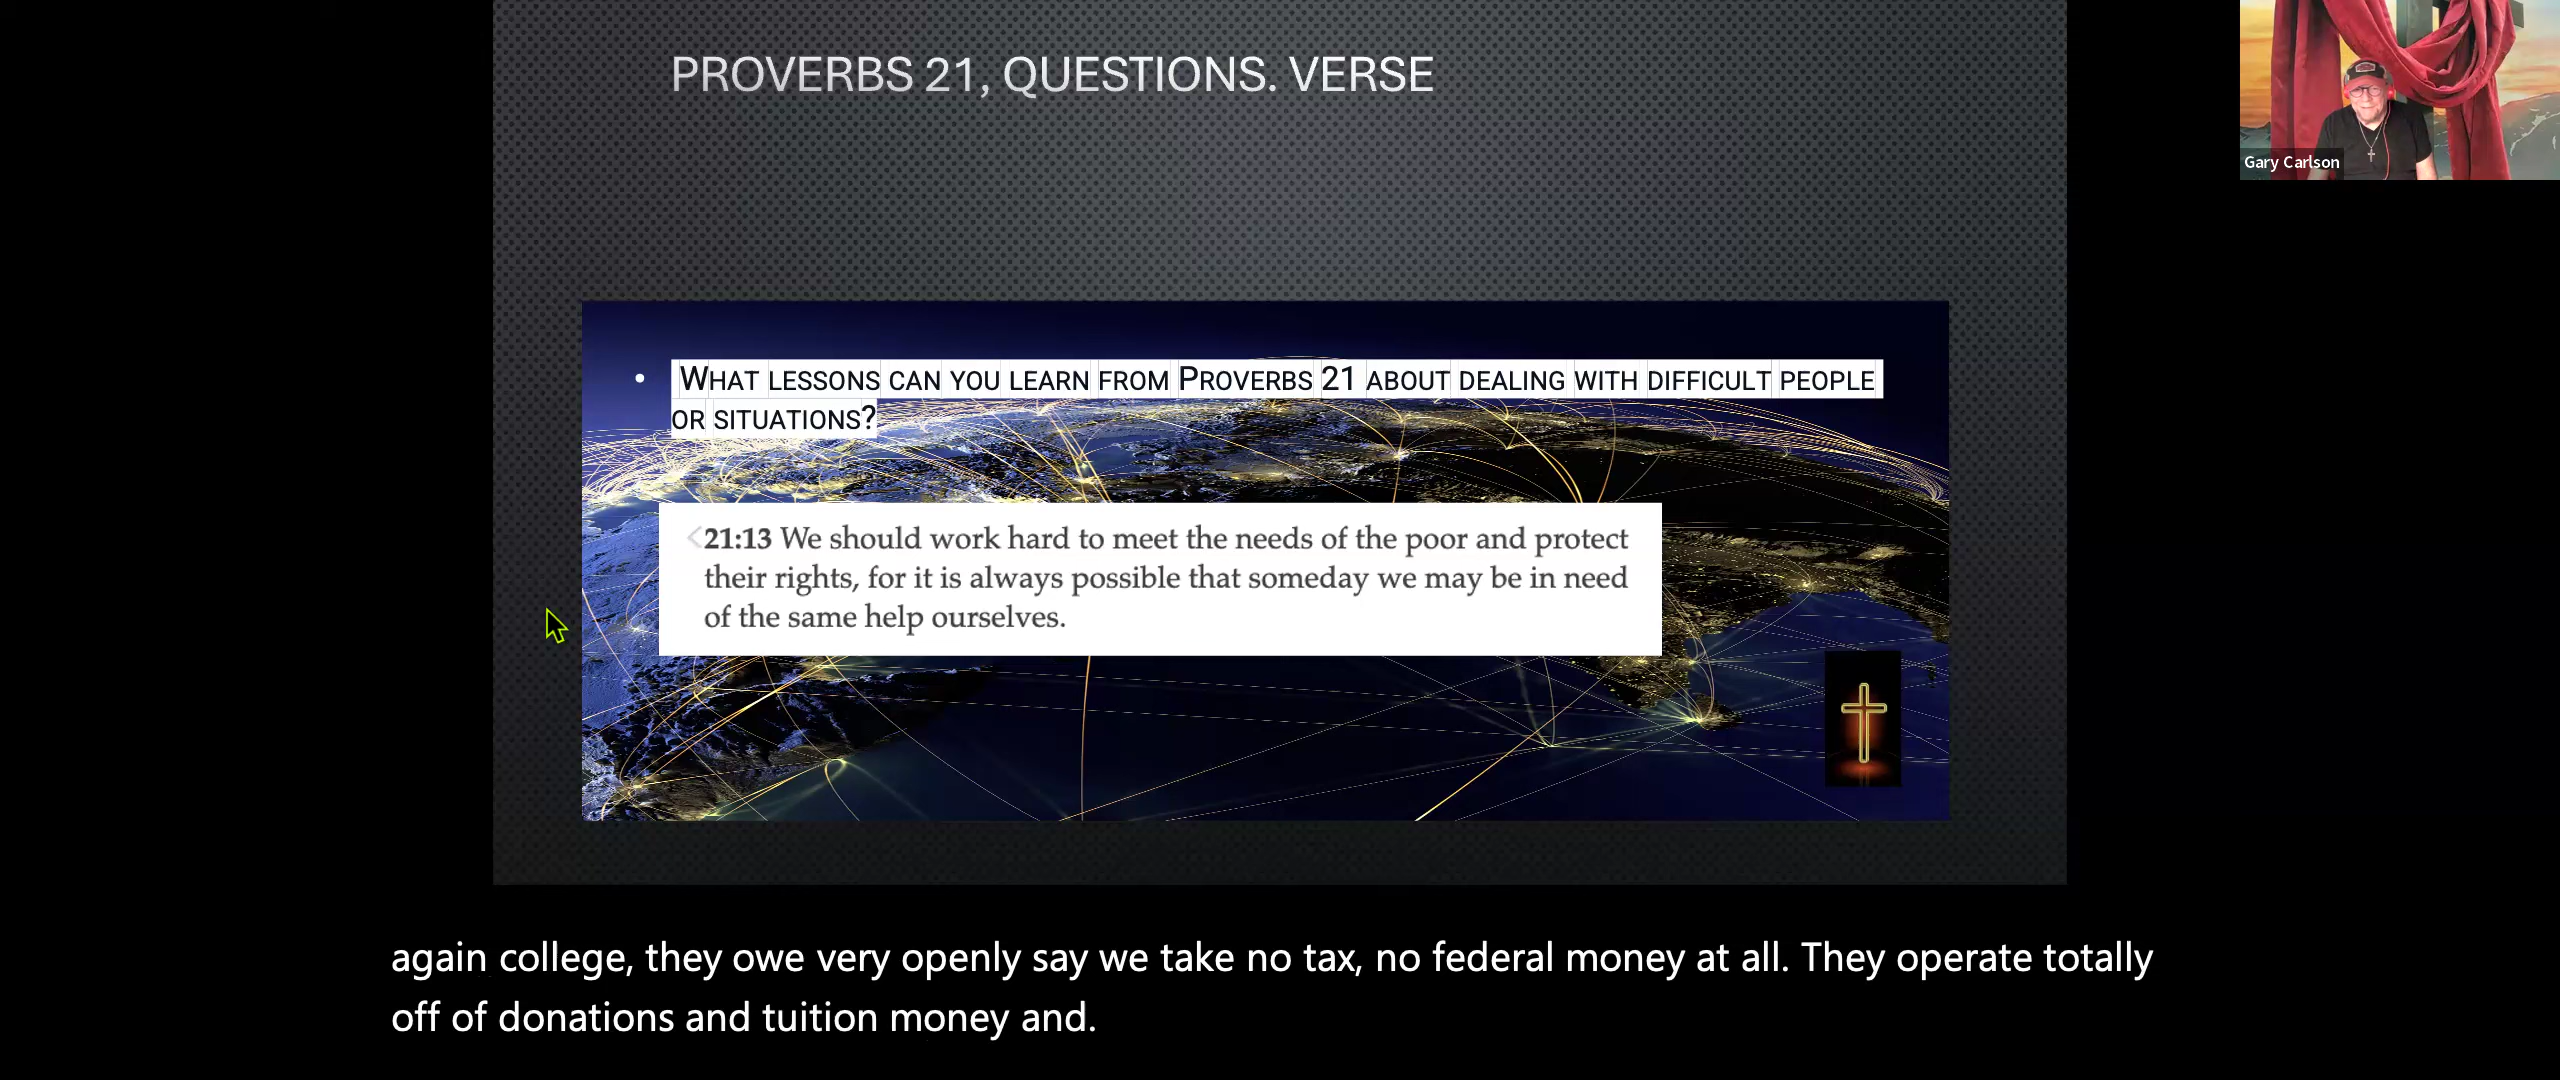 PROVERBS 21, QUESTIONS. VERSE
Gary Carlson
• WHAT LESSONS CAN YOU LEARN FROM PROVERBS 21 ABOUT DEALING WITH DIFFICULT PEOPLE
OR SITUATIONS?
<21:13 We should work hard to meet the needs of the poor and protect
their rights, for it is always possible that someday we may be in need
of the same help ourselves.
again college, they owe very openly say we take no tax, no federal money at all. They operate totally
off of donations and tuition money and.